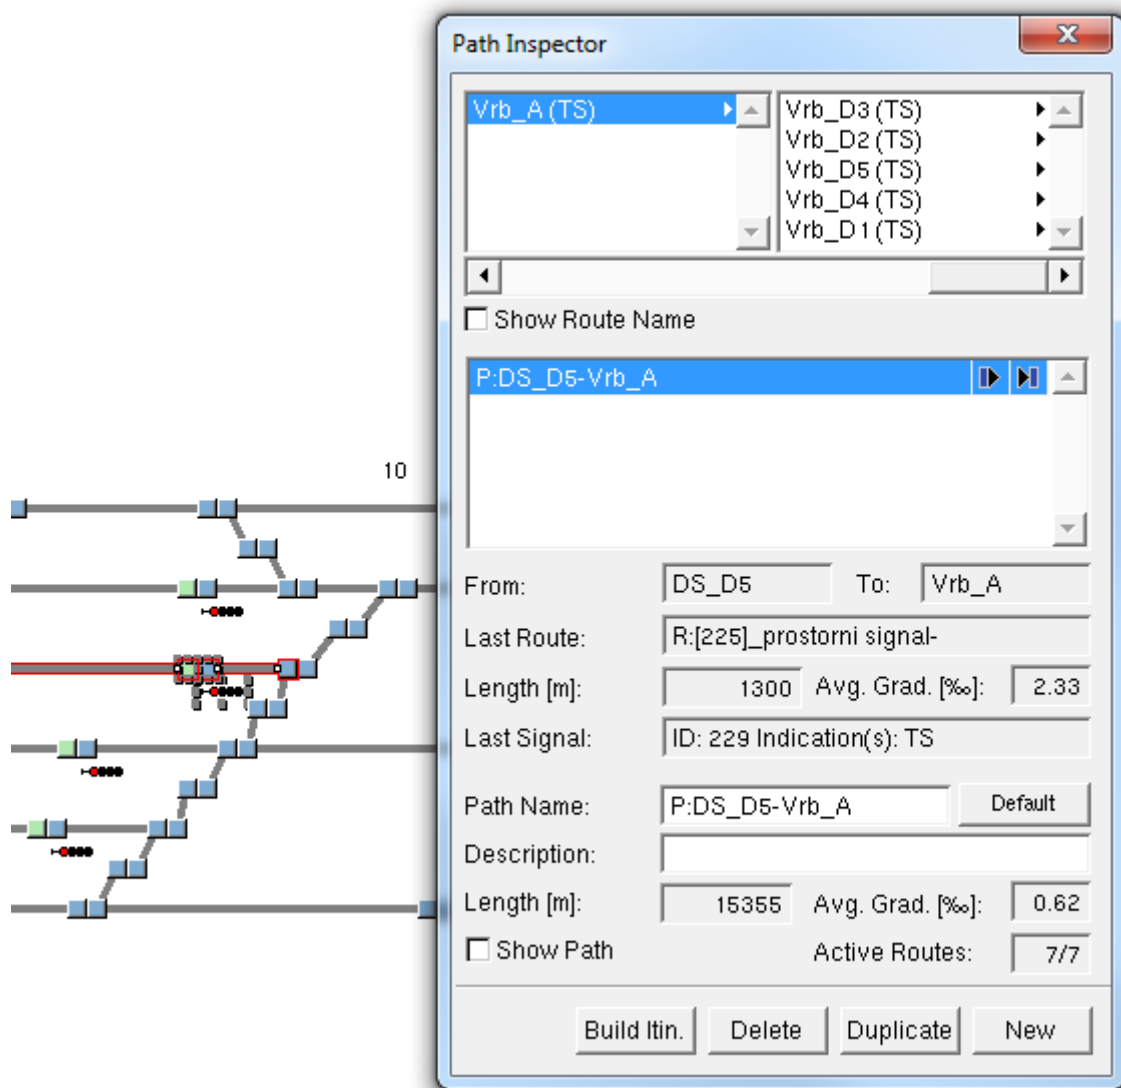 Path Inspector
Vrb_A (TS)
Vrb_D3 (TS)
Vrb_D2 (TS)
Vrb_D5 (TS)
Vrb_D4 (TS)
Vrb_D1 (TS)
Show Route Name
P:DS_D5-Vrb_A
10
From: DS_D5 To: Vrb_A
Last Route: R:[225]_prostorni signal-
Length [m]: 1300 Avg. Grad. [‰]: 2.33
Last Signal: ID: 229 Indication(s): TS
Path Name: P:DS_D5-Vrb_A Default
Description:
Length [m]: 15355 Avg. Grad. [‰]: 0.62
Show Path Active Routes: 7/7
Build Itin. Delete Duplicate New